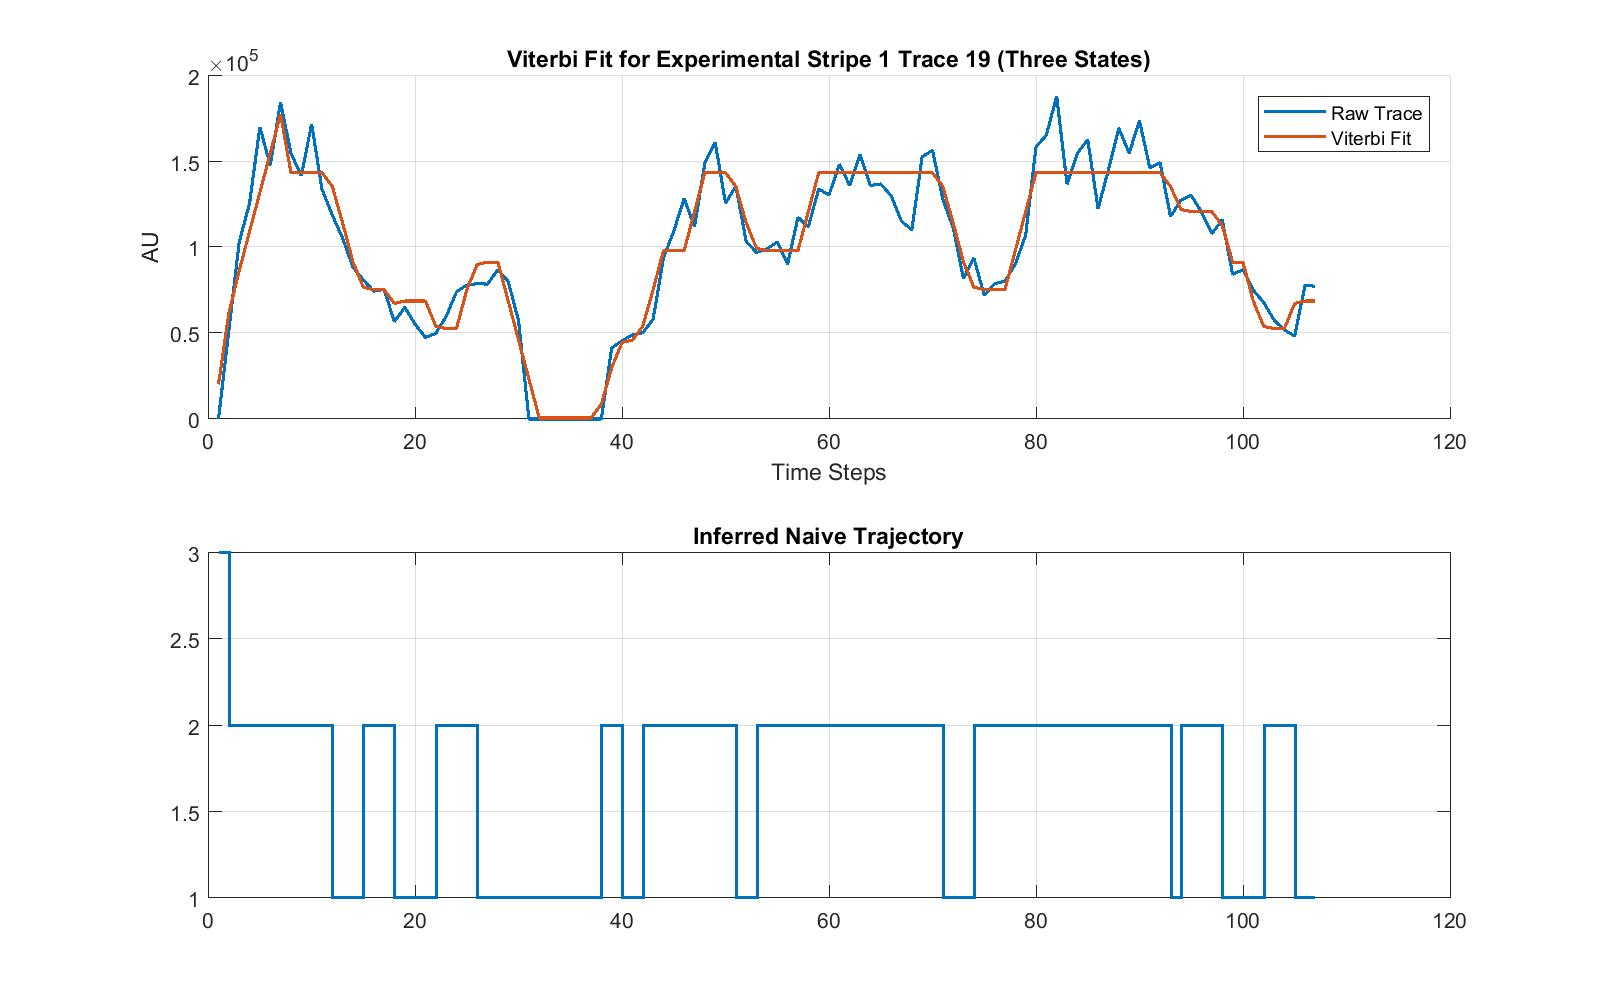 Viterbi Fit for Experimental Stripe 1 Trace 19 (Three States)
×10^5
2
1.5
1
0.5
0
AU
Raw Trace
Viterbi Fit
0 20 40 60 80 100 120
Time Steps
Inferred Naive Trajectory
3
2.5
2
1.5
1
0 20 40 60 80 100 120